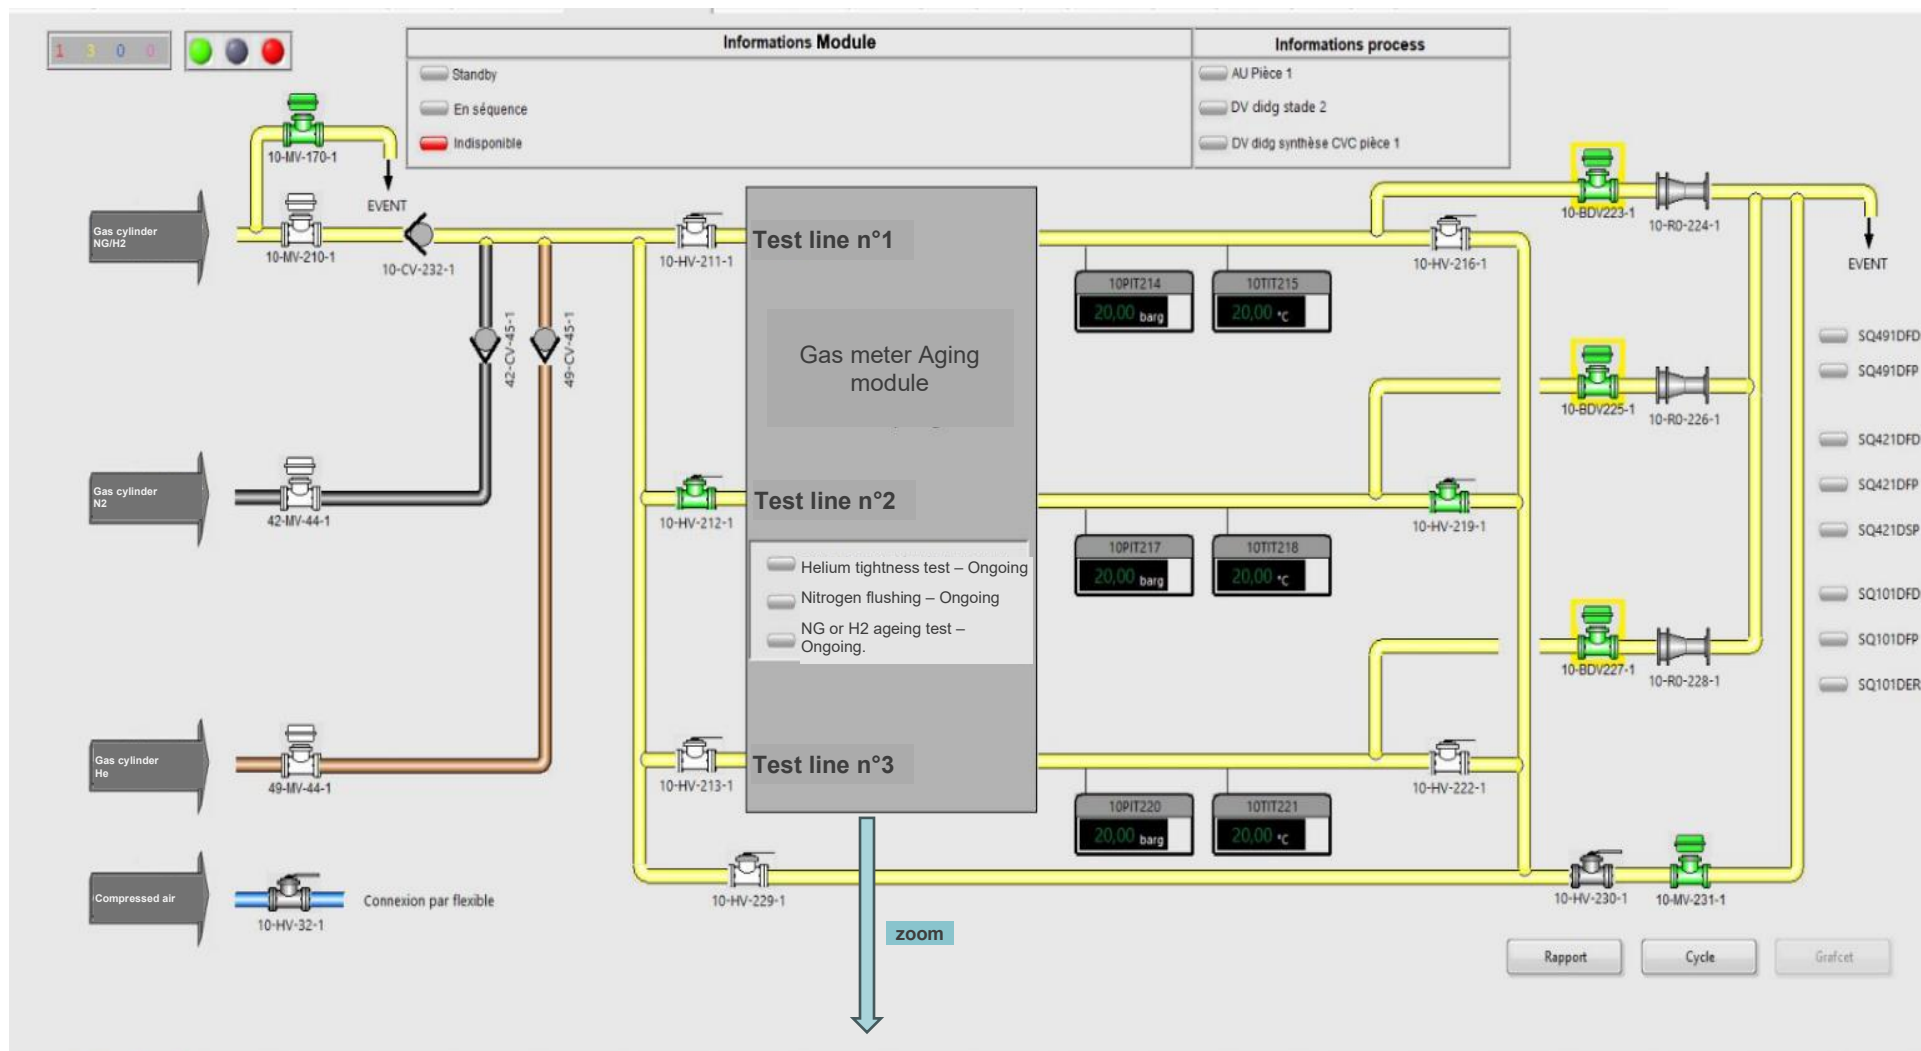 1 3 0 0
Informations Module
Informations process
Standby
En séquence
Indisponible
AU Pièce 1
DV didg stade 2
DV didg synthèse CVC pièce 1
10-MV-170-1
EVENT
Gas cylinder
NG/H2
10-MV-210-1
10-CV-232-1
10-HV-211-1
Test line n°1
10-HV-216-1
10-BDV223-1
10-RO-224-1
EVENT
10PIT214
20,00 barg
10TIT215
20,00 °C
42-CV-45-1
49-CV-45-1
Gas meter Aging
module
10-BDV225-1
10-RO-226-1
SQ491DFD
SQ491DFP
SQ421DFD
SQ421DFP
SQ421DSP
SQ101DFD
SQ101DFP
SQ101DER
Gas cylinder
N2
42-MV-44-1
10-HV-212-1
Test line n°2
10-HV-219-1
10PIT217
20,00 barg
10TIT218
20,00 °C
Helium tightness test – Ongoing
Nitrogen flushing – Ongoing
NG or H2 ageing test –
Ongoing.
10-BDV227-1
10-RO-228-1
Gas cylinder
He
49-MV-44-1
10-HV-213-1
Test line n°3
10-HV-222-1
10PIT220
20,00 barg
10TIT221
20,00 °C
Compressed air
10-HV-32-1
Connexion par flexible
10-HV-229-1
10-HV-230-1
10-MV-231-1
zoom
Rapport
Cycle
Grafcet